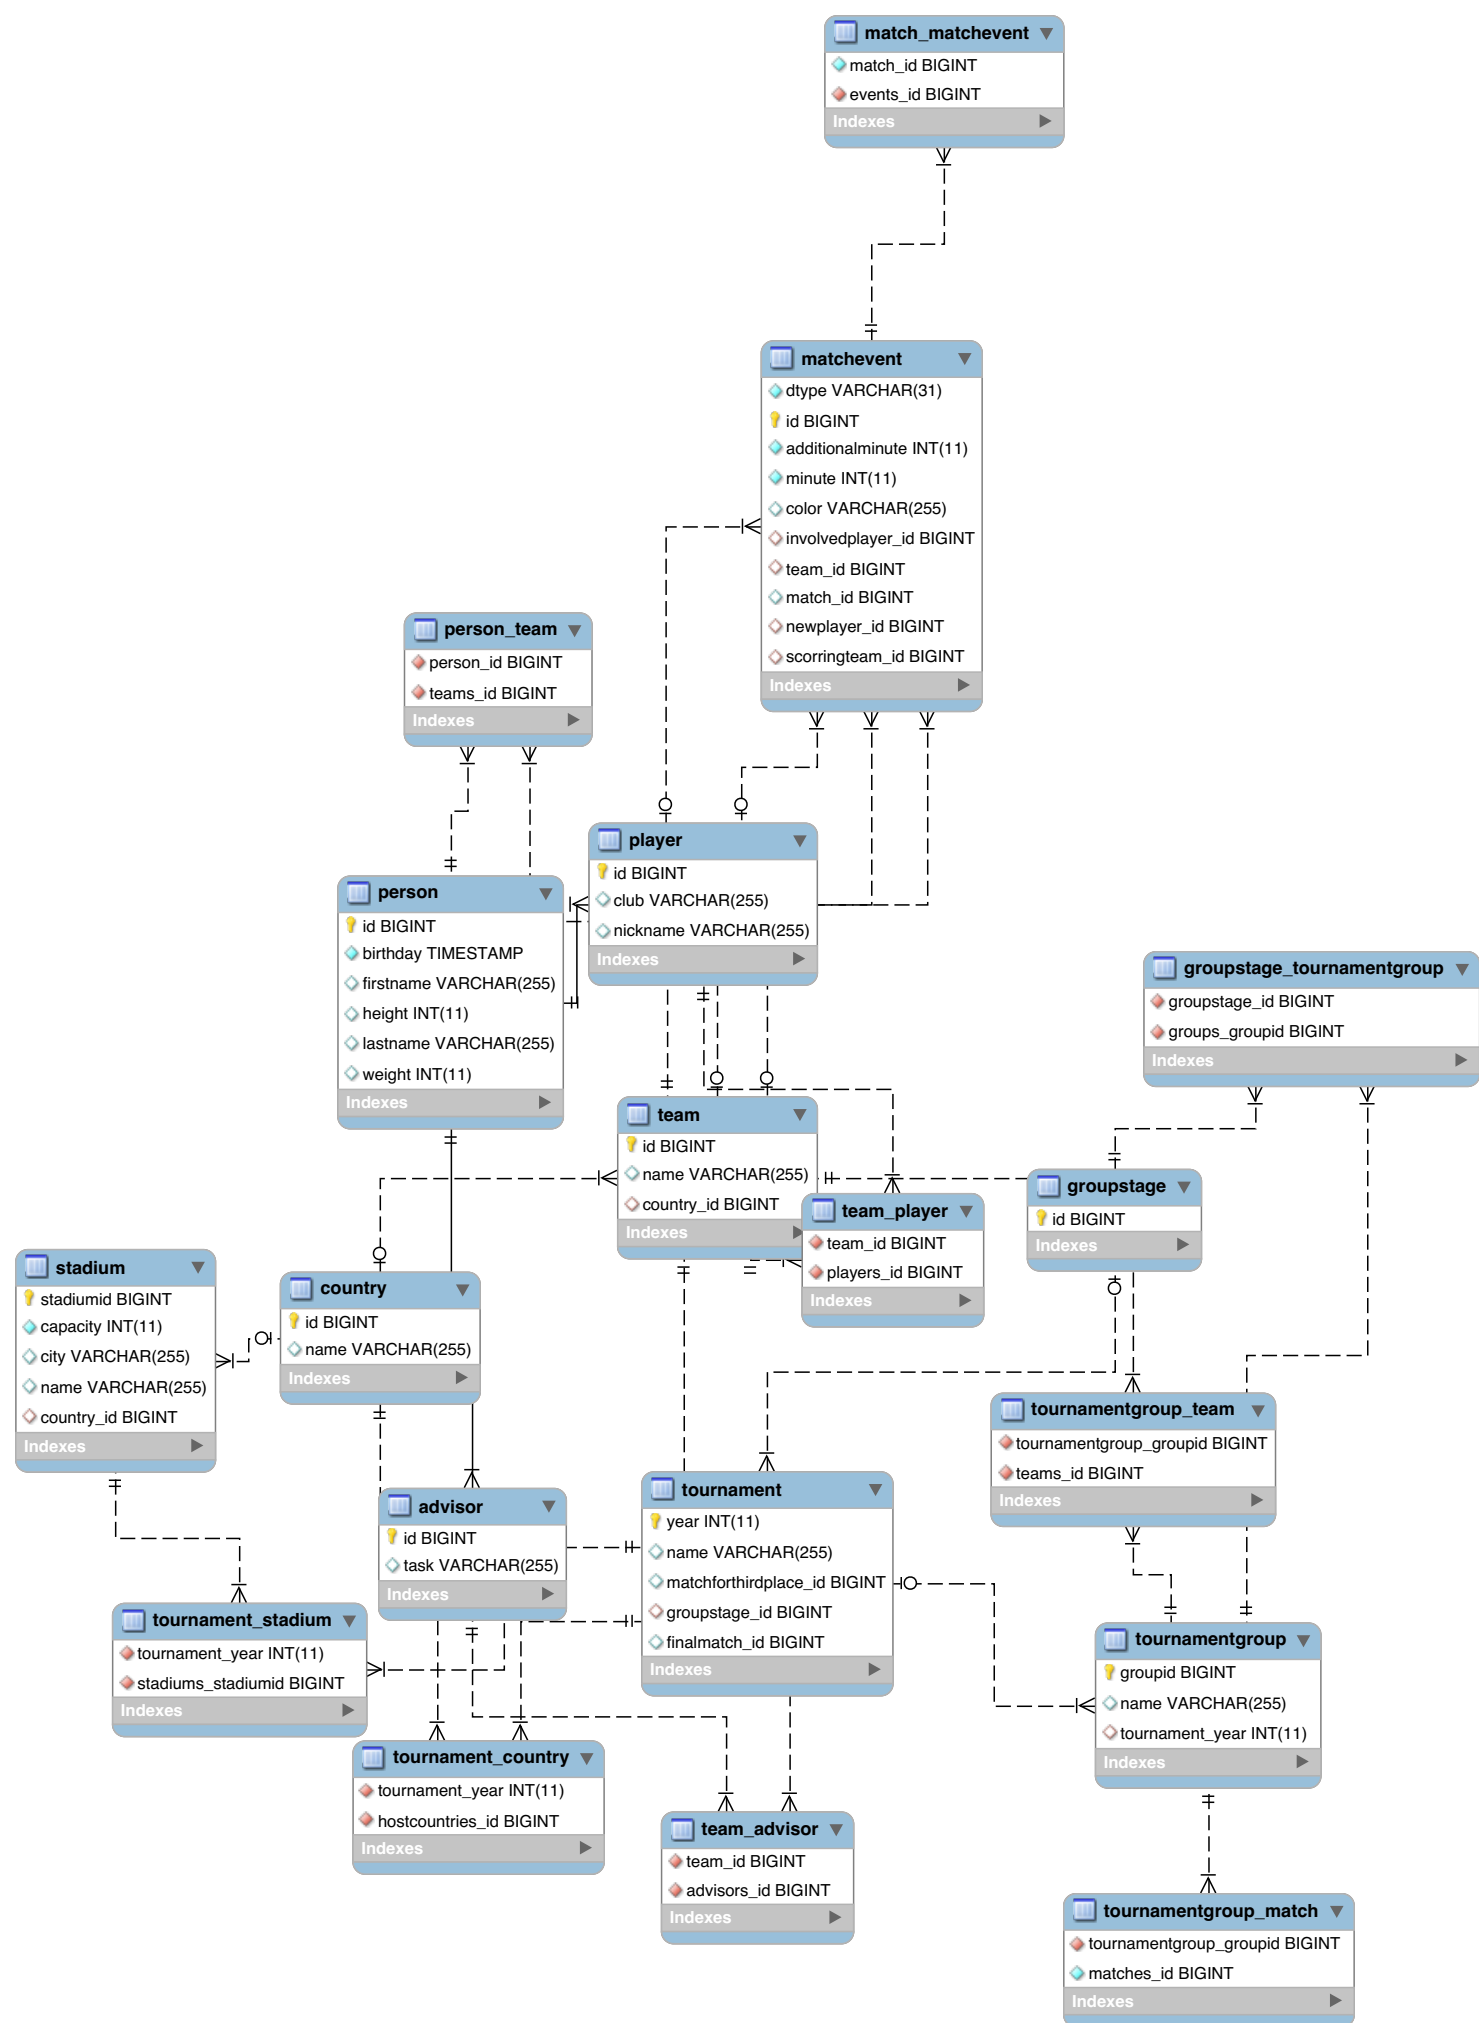 match_matchevent
match_id BIGINT
events_id BIGINT
Indexes
matchevent
dtype VARCHAR(31)
id BIGINT
additionalminute INT(11)
minute INT(11)
color VARCHAR(255)
involvedplayer_id BIGINT
team_id BIGINT
match_id BIGINT
newplayer_id BIGINT
scorringteam_id BIGINT
Indexes
person_team
person_id BIGINT
teams_id BIGINT
Indexes
player
id BIGINT
club VARCHAR(255)
nickname VARCHAR(255)
Indexes
person
id BIGINT
birthday TIMESTAMP
firstname VARCHAR(255)
height INT(11)
lastname VARCHAR(255)
weight INT(11)
Indexes
groupstage_tournamentgroup
groupstage_id BIGINT
groups_groupid BIGINT
Indexes
team
id BIGINT
name VARCHAR(255)
country_id BIGINT
Indexes
team_player
team_id BIGINT
players_id BIGINT
Indexes
groupstage
id BIGINT
Indexes
stadium
stadiumid BIGINT
capacity INT(11)
city VARCHAR(255)
name VARCHAR(255)
country_id BIGINT
Indexes
country
id BIGINT
name VARCHAR(255)
Indexes
tournamentgroup_team
tournamentgroup_groupid BIGINT
teams_id BIGINT
Indexes
advisor
id BIGINT
task VARCHAR(255)
Indexes
tournament
year INT(11)
name VARCHAR(255)
matchforthirdplace_id BIGINT
groupstage_id BIGINT
finalmatch_id BIGINT
Indexes
tournament_stadium
tournament_year INT(11)
stadiums_stadiumid BIGINT
Indexes
tournamentgroup
groupid BIGINT
name VARCHAR(255)
tournament_year INT(11)
Indexes
tournament_country
tournament_year INT(11)
hostcountries_id BIGINT
Indexes
team_advisor
team_id BIGINT
advisors_id BIGINT
Indexes
tournamentgroup_match
tournamentgroup_groupid BIGINT
matches_id BIGINT
Indexes